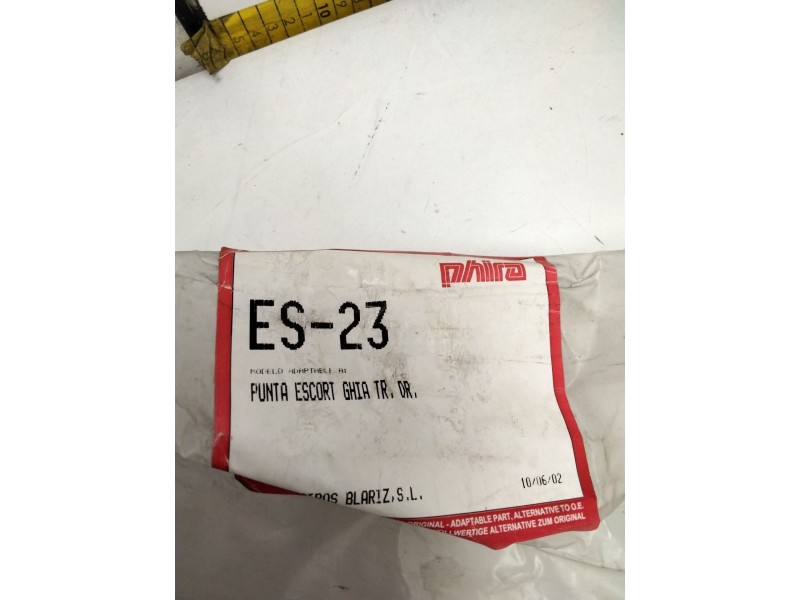 10
phira
ES-23
MODELO ADAPTABLE A:
PUNTA ESCORT GHIA TR. DR.
10/06/02
BLARIZ,S.L.
ORIGINAL - ADAPTABLE PART. ALTERNATIVE TO O.E.
ALTERNATIVE ZUM ORIGINAL